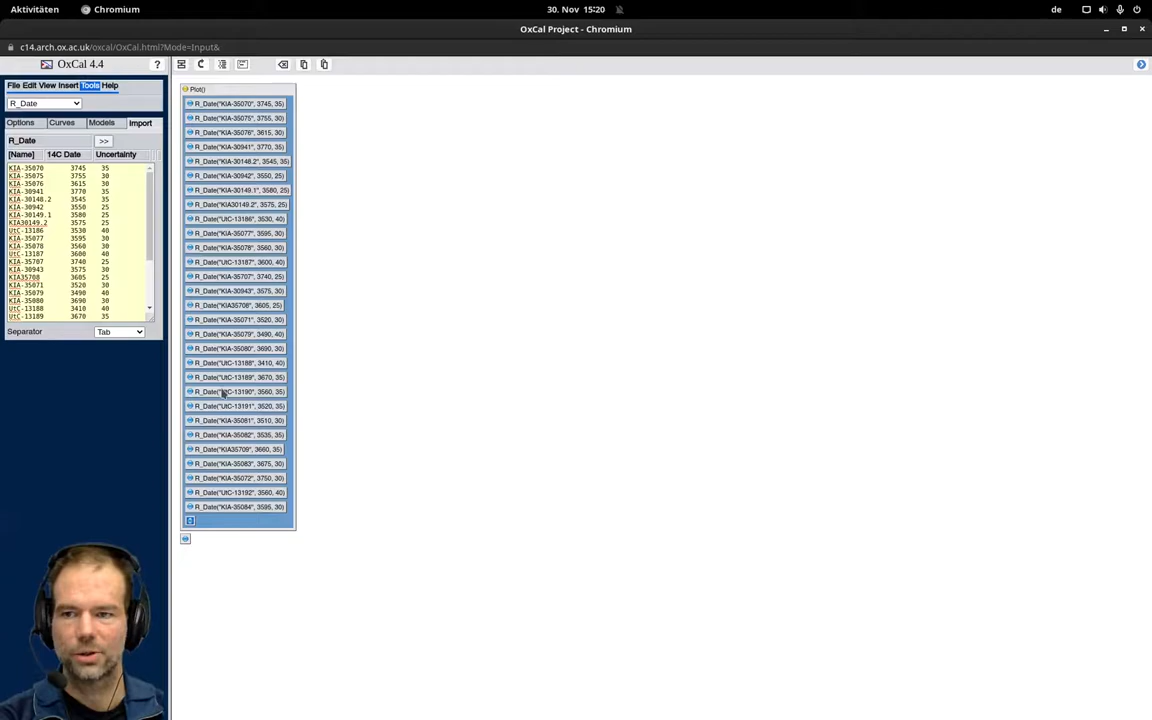 Aktivitäten Chromium 30. Nov 15:20 de
OxCal Project - Chromium
c14.arch.ox.ac.uk/oxcal/OxCal.html?Mode=Input&
OxCal 4.4 ?
File Edit View Insert Tools Help
R_Date
Options Curves Models Import
R_Date >>
[Name] 14C Date Uncertainty
KIA-35070 3745 35
KIA-35075 3755 30
KIA-35076 3615 30
KIA-30941 3770 35
KIA-30148.2 3545 35
KIA-30942 3550 25
KIA-30149.1 3580 25
KIA30149.2 3575 25
UtC-13186 3530 40
KIA-35077 3595 30
KIA-35078 3560 30
UtC-13187 3600 40
KIA-35707 3740 25
KIA-30943 3575 30
KIA35708 3605 25
KIA-35071 3520 30
KIA-35079 3490 40
KIA-35080 3690 30
UtC-13188 3410 40
UtC-13189 3670 35
Separator Tab
Plot()
R_Date("KIA-35070", 3745, 35)
R_Date("KIA-35075", 3755, 30)
R_Date("KIA-35076", 3615, 30)
R_Date("KIA-30941", 3770, 35)
R_Date("KIA-30148.2", 3545, 35)
R_Date("KIA-30942", 3550, 25)
R_Date("KIA-30149.1", 3580, 25)
R_Date("KIA30149.2", 3575, 25)
R_Date("UtC-13186", 3530, 40)
R_Date("KIA-35077", 3595, 30)
R_Date("KIA-35078", 3560, 30)
R_Date("UtC-13187", 3600, 40)
R_Date("KIA-35707", 3740, 25)
R_Date("KIA-30943", 3575, 30)
R_Date("KIA35708", 3605, 25)
R_Date("KIA-35071", 3520, 30)
R_Date("KIA-35079", 3490, 40)
R_Date("KIA-35080", 3690, 30)
R_Date("UtC-13188", 3410, 40)
R_Date("UtC-13189", 3670, 35)
R_Date("UtC-13190", 3560, 35)
R_Date("UtC-13191", 3520, 35)
R_Date("KIA-35081", 3510, 30)
R_Date("KIA-35082", 3535, 35)
R_Date("KIA35709", 3660, 35)
R_Date("KIA-35083", 3675, 30)
R_Date("KIA-35072", 3750, 30)
R_Date("UtC-13192", 3560, 40)
R_Date("KIA-35084", 3595, 30)